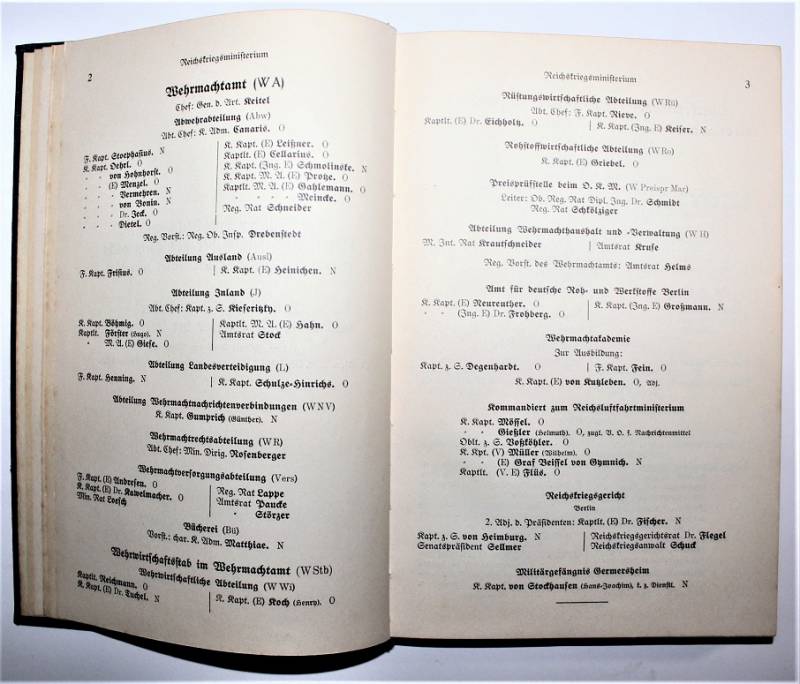 Reichskriegsministerium
2
Wehrmachtamt (W A)
Chef: Gen. d. Art. Keitel
Abwehrabteilung (Abw)
Abt. Chef: K. Adm. Canaris. O
F. Kapt. Stoephasius. N
K. Kapt. Oehrl. O
" " von Hohnhorst. O
" " (E) Menzel. O
" " Vermehren. N
" " von Bonin. N
" " Dr. Jeck. O
" " Dietel. O
K. Kapt. (E) Leißner. O
Kaptlt. (E) Cellarius. O
K. Kapt. (Ing. E) Schmolinske. N
K. Kapt. M. A. (E) Protze. O
Kaptlt. M. A. (E) Gahlemann. O
" " Meincke. O
Reg. Rat Schneider
Reg. Vorst.: Reg. Ob. Insp. Drebenstedt
Abteilung Ausland (Ausl)
F. Kapt. Frisius. O
K. Kapt. (E) Heinichen. N
Abteilung Inland (J)
Abt. Chef: Kapt. z. S. Kieseritzky. O
K. Kapt. Böhmig. O
Kaptlt. Förster (Hugo). N
" M. A. (E) Giese. O
Kaptlt. M. A. (E) Hahn. O
Amtsrat Stock
Abteilung Landesverteidigung (L)
F. Kapt. Henning. N
K. Kapt. Schulze-Hinrichs. O
Abteilung Wehrmachtnachrichtenverbindungen (W N V)
K. Kapt. Gumprich (Günther). N
Wehrmachtrechtsabteilung (W R)
Abt. Chef: Min. Dirig. Rosenberger
Wehrmachtversorgungsabteilung (Vers)
F. Kapt. (E) Andresen. O
K. Kapt. (E) Dr. Kawelmacher. O
Min. Rat Loesch
Reg. Rat Lappe
Amtsrat Paucke
" Störzer
Bücherei (Bü)
Vorst.: char. K. Adm. Matthiae. N
Wehrwirtschaftsstab im Wehrmachtamt (W Stb)
Wehrwirtschaftliche Abteilung (W Wi)
Kaptlt. Reichmann. O
K. Kapt. (E) Dr. Tuchel. N
K. Kapt. (E) Koch (Henry). O
Reichskriegsministerium
3
Rüstungswirtschaftliche Abteilung (W Rü)
Abt. Chef: F. Kapt. Rieve. O
Kaptlt. (E) Dr. Eichholz. O
K. Kapt. (Ing. E) Keiser. N
Rohstoffwirtschaftliche Abteilung (W Ro)
K. Kapt. (E) Griebel. O
Preisprüfstelle beim O. K. M. (W Preispr Mar)
Leiter: Ob. Reg. Rat Dipl. Ing. Dr. Schmidt
Reg. Rat Schkölziger
Abteilung Wehrmachthaushalt und -Verwaltung (W H)
M. Int. Rat Krautschneider
Amtsrat Kruse
Reg. Vorst. des Wehrmachtamts: Amtsrat Helms
Amt für deutsche Roh- und Werkstoffe Berlin
K. Kapt. (E) Neurenther. O
" " (Ing. E) Dr. Frohberg. O
K. Kapt. (Ing. E) Großmann. N
Wehrmachtakademie
Zur Ausbildung:
Kapt. z. S. Degenhardt. O
F. Kapt. Fein. O
K. Kapt. (E) von Kutzleben. O, Adj.
Kommandiert zum Reichsluftfahrtministerium
K. Kapt. Mössel. O
" " Gießler (Helmuth). O, zugl. V. O. f. Nachrichtenmittel
Oblt. z. S. Voßköhler. O
K. Kpt. (V) Müller (Wilhelm). O
" " (E) Graf Beissel von Gymnich. N
Kaptlt. (V. E) Flüs. O
Reichskriegsgericht
Berlin
2. Adj. d. Präsidenten: Kaptlt. (E) Dr. Fischer. N
Kapt. z. S. von Heimburg. N
Senatspräsident Sellmer
Reichskriegsgerichtsrat Dr. Flegel
Reichskriegsanwalt Schuck
Militärgefängnis Germersheim
K. Kapt. von Stockhausen (Hans-Joachim), k. z. Dienstl. N